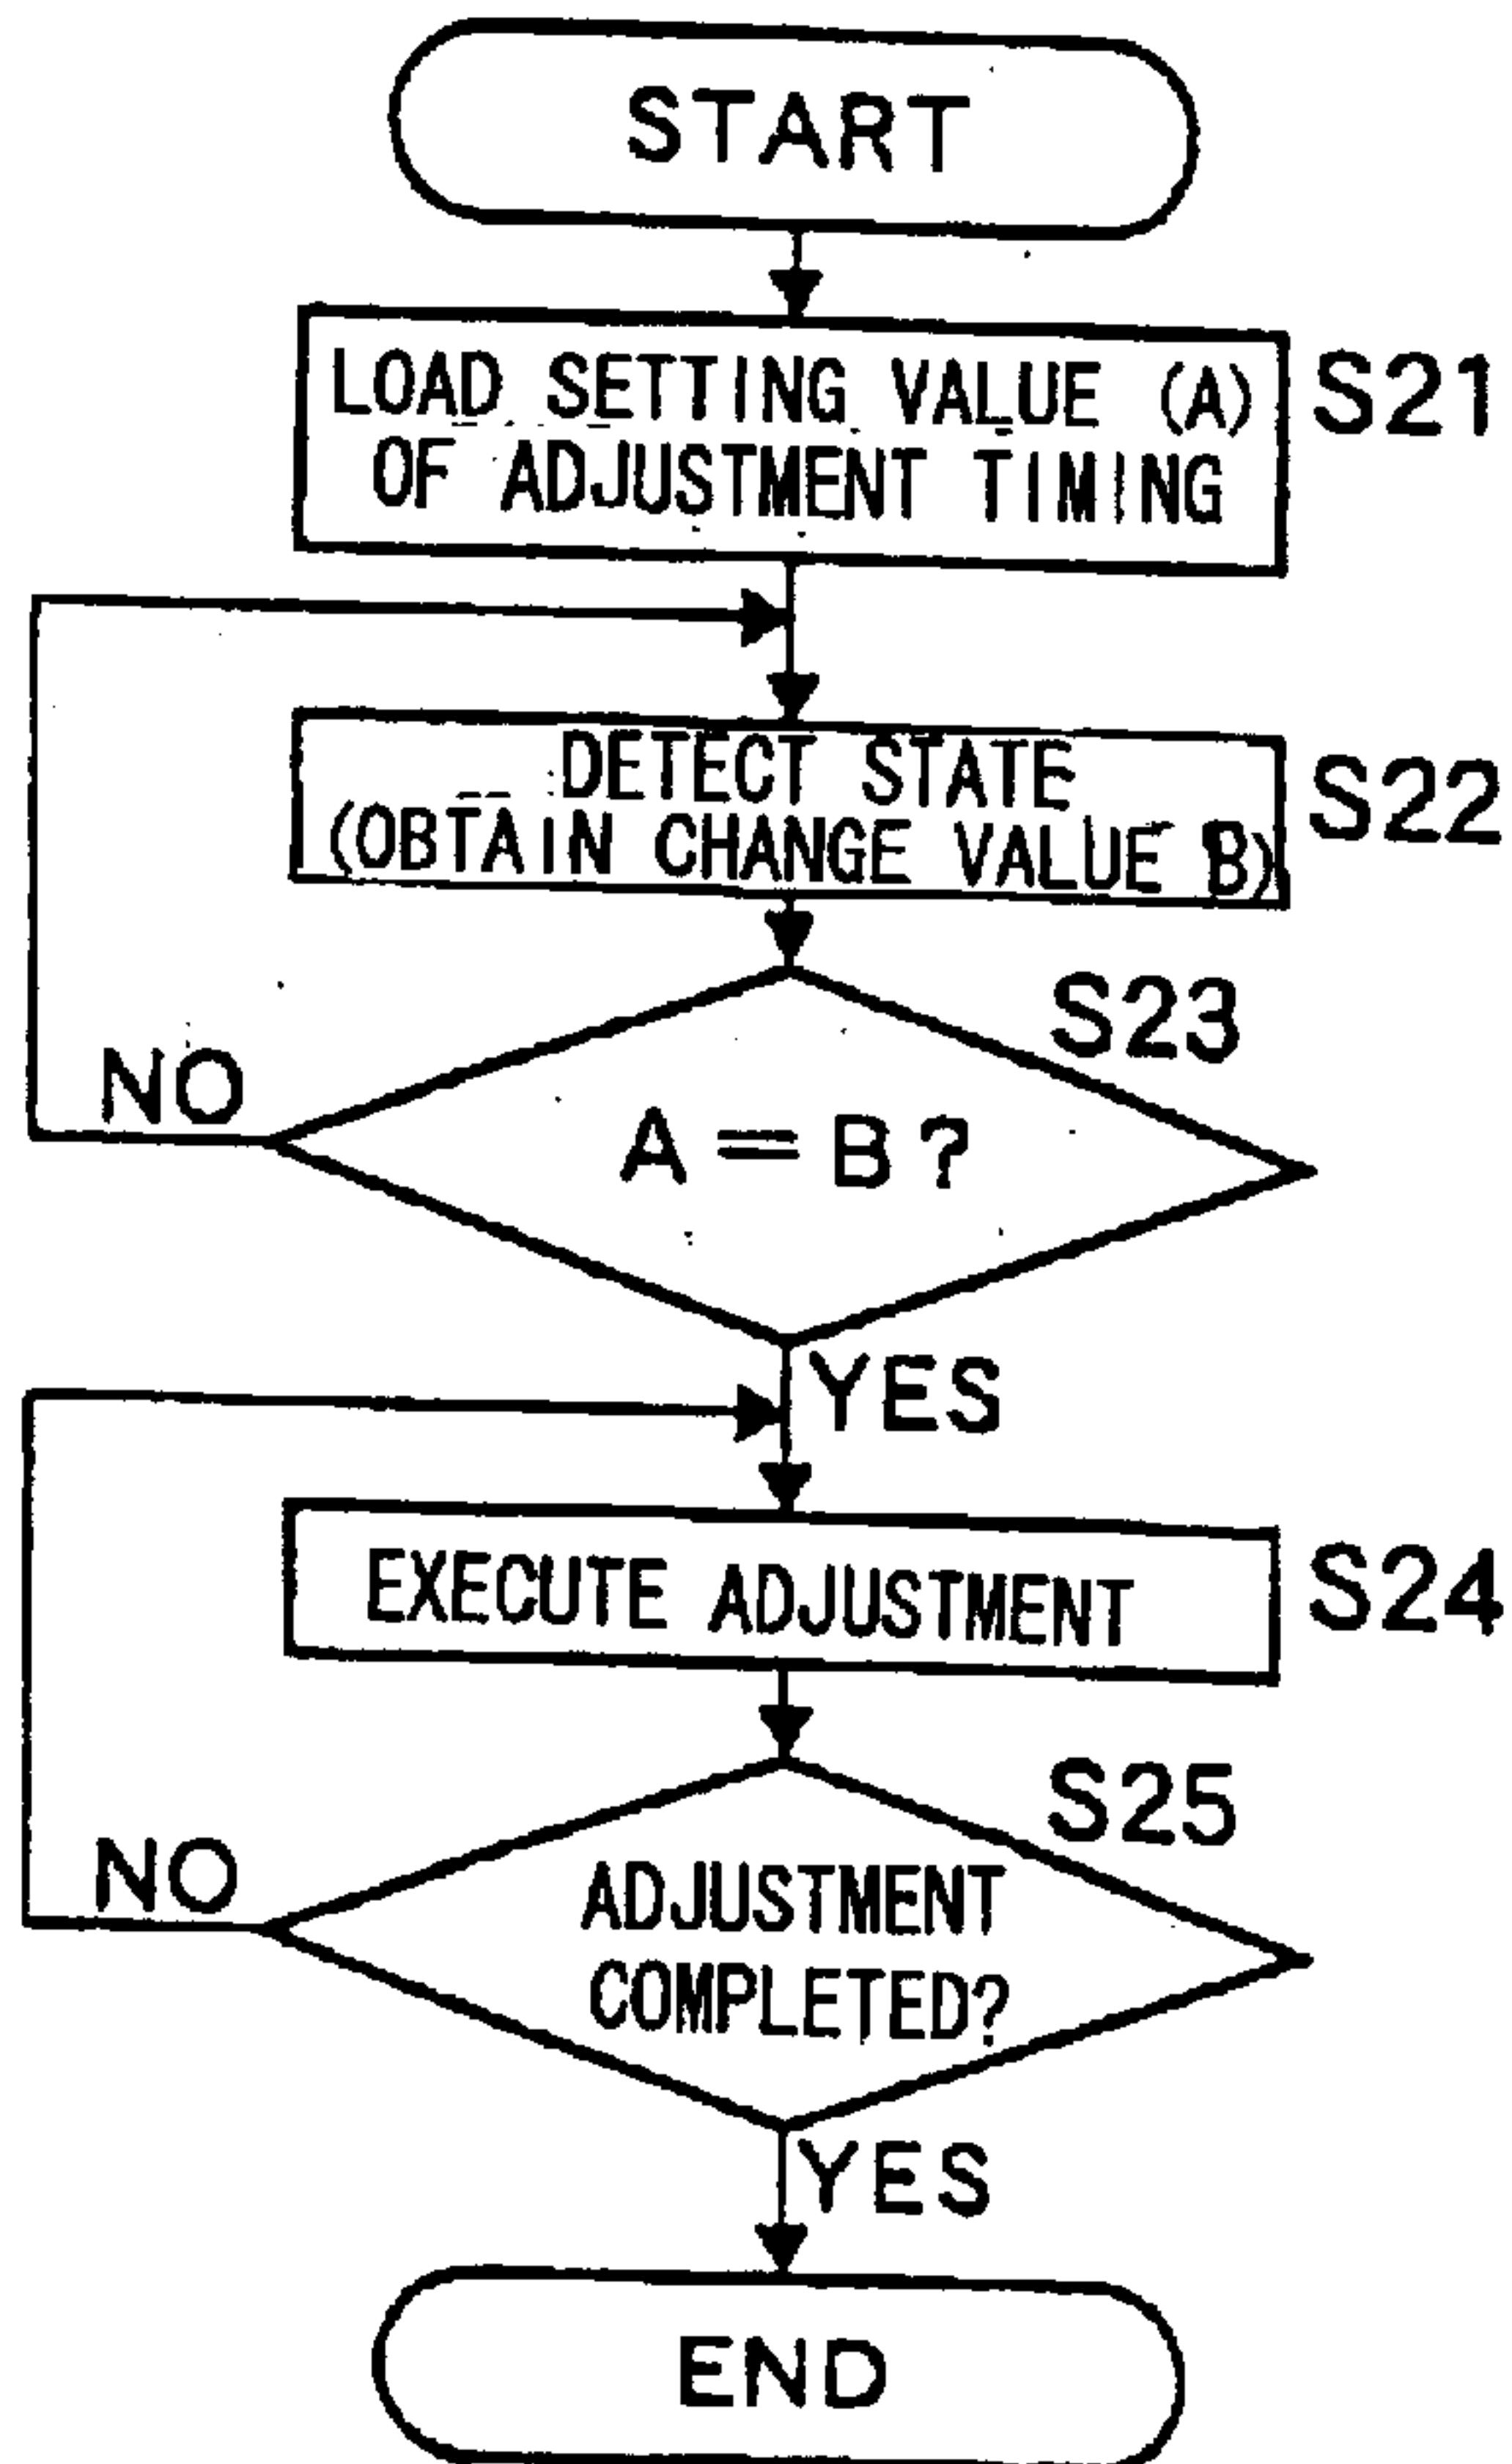 START
LOAD SETTING VALUE (A)
OF ADJUSTMENT TIMING
S21
DETECT STATE
(OBTAIN CHANGE VALUE B)
S22
S23
NO
A=B?
YES
EXECUTE ADJUSTMENT
S24
S25
NO
ADJUSTMENT
COMPLETED?
YES
END